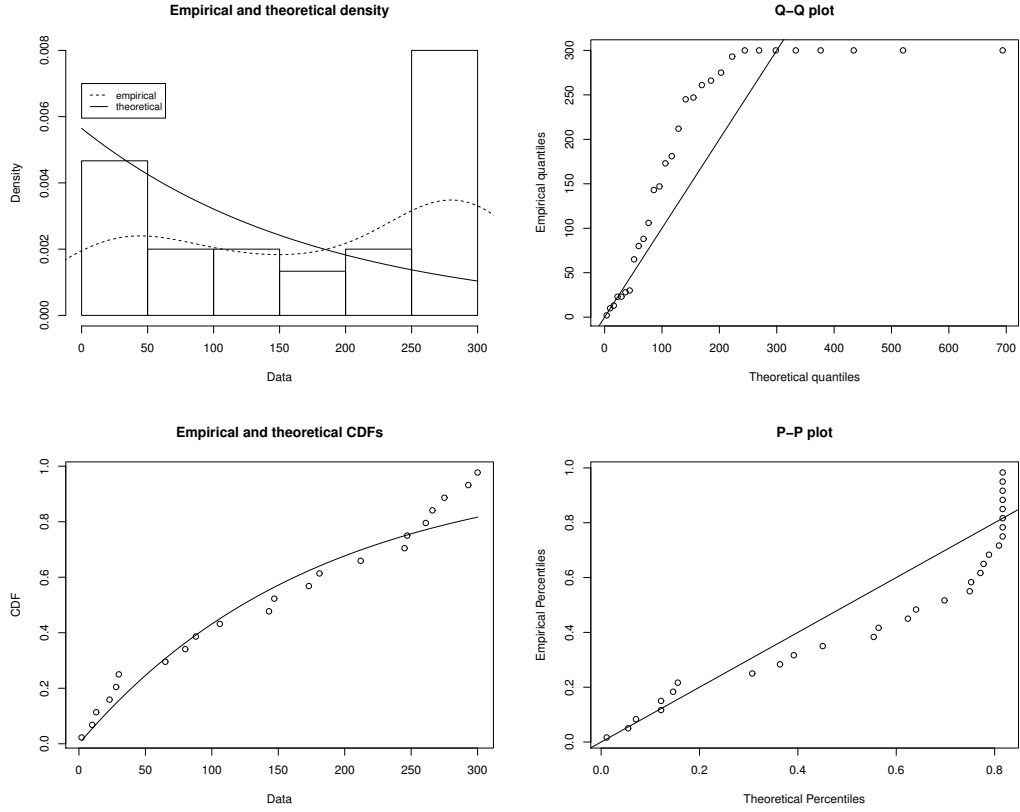 Empirical and theoretical density
Density
0.000 0.002 0.004 0.006 0.008
empirical
theoretical
0 50 100 150 200 250 300
Data
Q−Q plot
Empirical quantiles
0 50 100 150 200 250 300
0 100 200 300 400 500 600 700
Theoretical quantiles
Empirical and theoretical CDFs
CDF
0.0 0.2 0.4 0.6 0.8 1.0
0 50 100 150 200 250 300
Data
P−P plot
Empirical Percentiles
0.0 0.2 0.4 0.6 0.8 1.0
0.0 0.2 0.4 0.6 0.8
Theoretical Percentiles